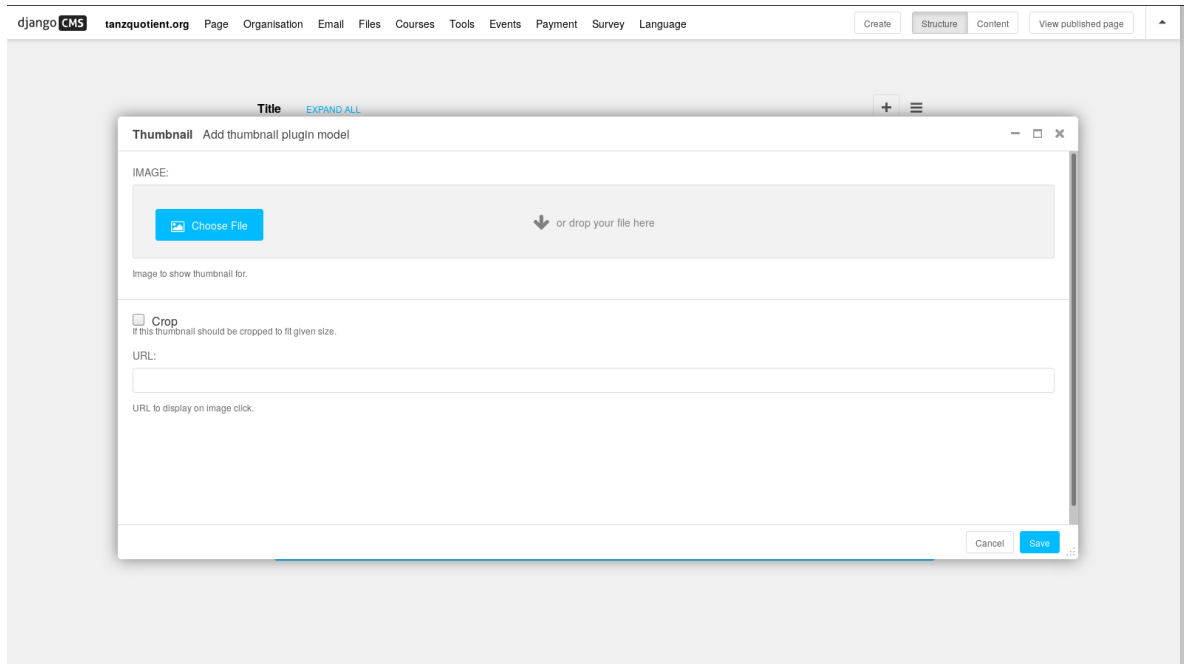 django CMS tanzquotient.org Page Organisation Email Files Courses Tools Events Payment Survey Language Create Structure Content View published page
Title EXPAND ALL
Thumbnail Add thumbnail plugin model
IMAGE:
Choose File or drop your file here
Image to show thumbnail for.
Crop
If this thumbnail should be cropped to fit given size.
URL:
URL to display on image click.
Cancel Save